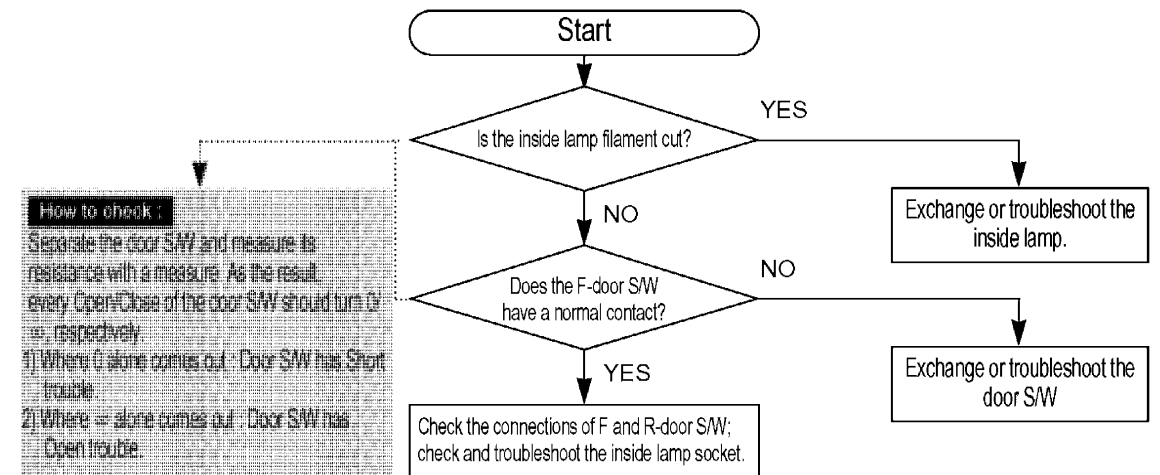 Start
Is the inside lamp filament cut?
YES
Exchange or troubleshoot the
inside lamp.
NO
Does the F-door S/W
have a normal contact?
NO
Exchange or troubleshoot the
door S/W
YES
Check the connections of F and R-door S/W;
check and troubleshoot the inside lamp socket.
How to check :
Separate the door S/W and measure its
resistance with a measure. As the result,
every Open/Close of the door S/W should turn 0/
∞, respectively.
1) Where 0 alone comes out : Door S/W has Short
trouble.
2) Where ∞ alone comes out : Door S/W has
Open trouble.